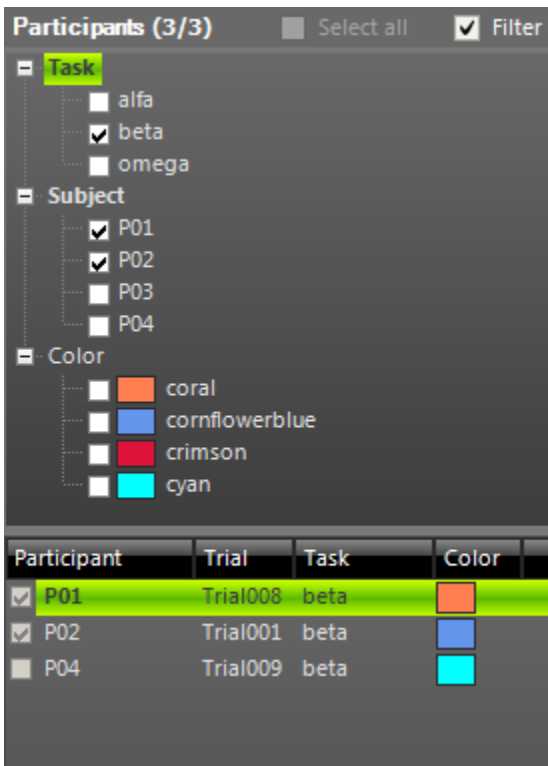 Participants (3/3) Select all Filter
Task
alfa
beta
omega
Subject
P01
P02
P03
P04
Color
coral
cornflowerblue
crimson
cyan
Participant Trial Task Color
P01 Trial008 beta
P02 Trial001 beta
P04 Trial009 beta